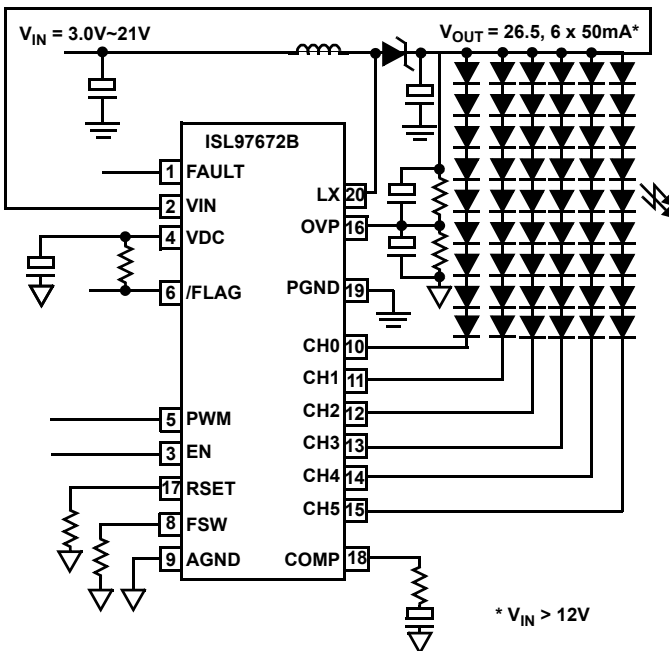 V_IN = 3.0V~21V
V_OUT = 26.5, 6 x 50mA*
ISL97672B
1 FAULT
2 VIN
4 VDC
6 /FLAG
5 PWM
3 EN
17 RSET
8 FSW
9 AGND
LX 20
OVP 16
PGND 19
CH0 10
CH1 11
CH2 12
CH3 13
CH4 14
CH5 15
COMP 18
* V_IN > 12V